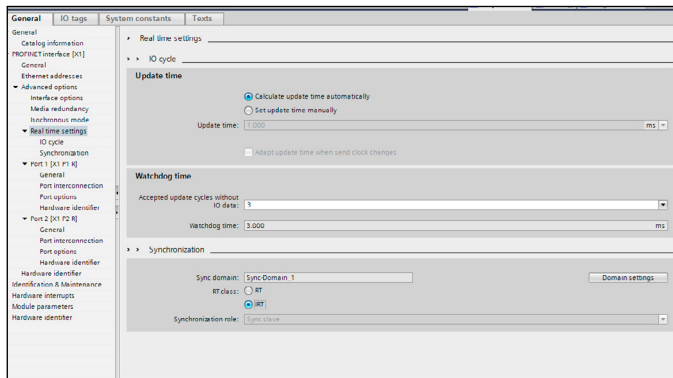 General IO tags System constants Texts
General
Catalog information
PROFINET interface [X1]
General
Ethernet addresses
Advanced options
Interface options
Media redundancy
Isochronous mode
Real time settings
IO cycle
Synchronization
Port 1 [X1 P1 R]
General
Port interconnection
Port options
Hardware identifier
Port 2 [X1 P2 R]
General
Port interconnection
Port options
Hardware identifier
Hardware identifier
Identification & Maintenance
Hardware interrupts
Module parameters
Hardware identifier
Real time settings
IO cycle
Update time
Calculate update time automatically
Set update time manually
Update time: 1.000 ms
Adapt update time when send clock changes
Watchdog time
Accepted update cycles without
IO data: 3
Watchdog time: 3.000 ms
Synchronization
Sync domain: Sync-Domain_1 Domain settings
RT class: RT
IRT
Synchronization role: Sync slave